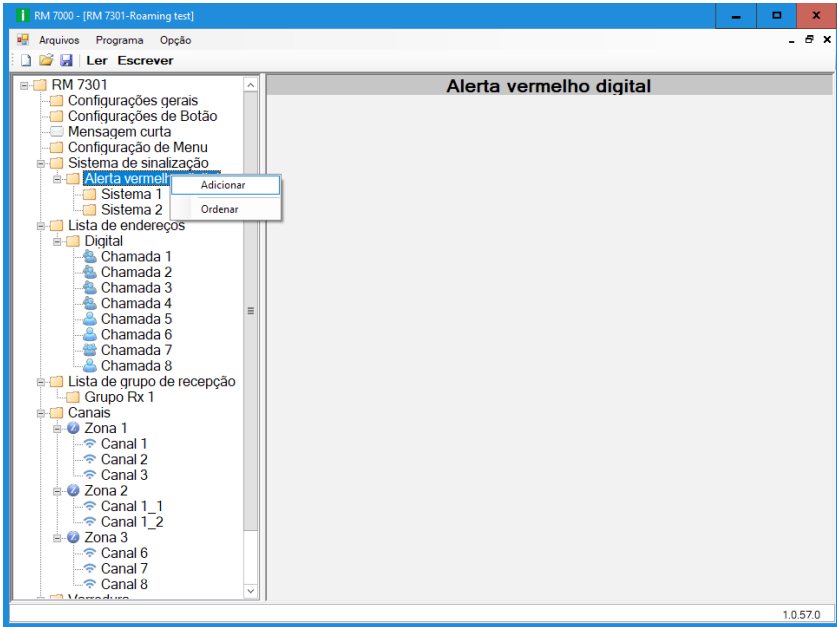 RM 7000 - [RM 7301-Roaming test]
Arquivos Programa Opção
Ler Escrever
RM 7301
Configurações gerais
Configurações de Botão
Mensagem curta
Configuração de Menu
Sistema de sinalização
Alerta vermelh
Sistema 1
Sistema 2
Lista de endereços
Digital
Chamada 1
Chamada 2
Chamada 3
Chamada 4
Chamada 5
Chamada 6
Chamada 7
Chamada 8
Lista de grupo de recepção
Grupo Rx 1
Canais
Zona 1
Canal 1
Canal 2
Canal 3
Zona 2
Canal 1_1
Canal 1_2
Zona 3
Canal 6
Canal 7
Canal 8
Adicionar
Ordenar
Alerta vermelho digital
1.0.57.0